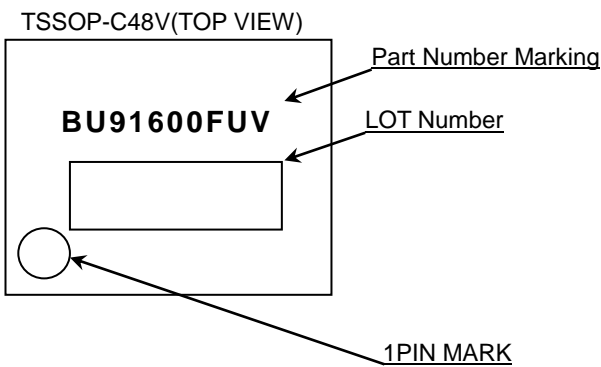 TSSOP-C48V(TOP VIEW)
Part Number Marking
BU91600FUV
LOT Number
1PIN MARK